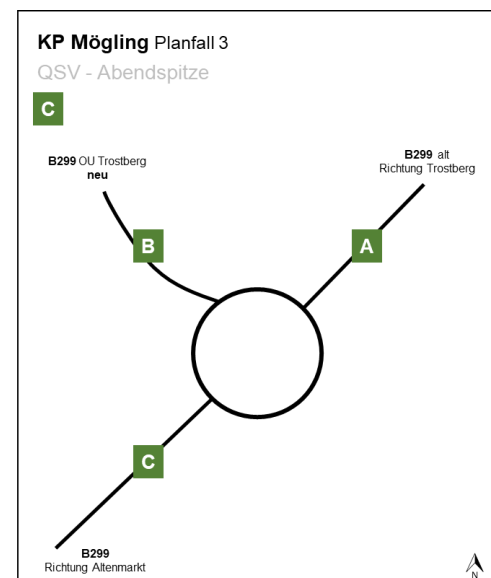 KP Mögling Planfall 3
QSV - Abendspitze
C
B299 OU Trostberg
neu
B299 alt
Richtung Trostberg
B
A
C
B299
Richtung Altenmarkt
N